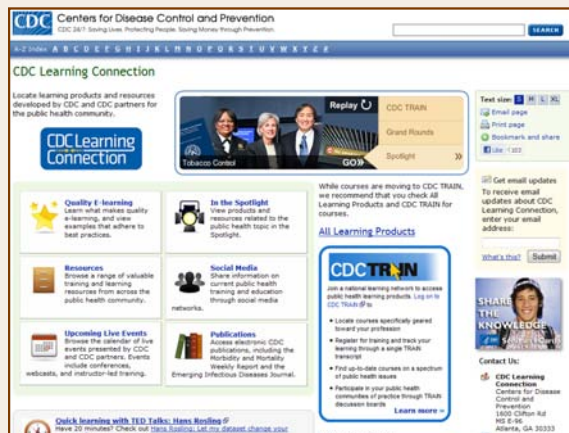 CDC
Centers for Disease Control and Prevention
CDC 24/7: Saving Lives. Protecting People. Saving Money through Prevention.
SEARCH
A-Z Index A B C D E F G H I J K L M N O P Q R S T U V W X Y Z #
CDC Learning Connection
Locate learning products and resources
developed by CDC and CDC partners for
the public health community.
CDC Learning
Connection
Tobacco Control
Replay
GO»
CDC TRAIN
Grand Rounds
Spotlight »
Text size: S M L XL
Email page
Print page
Bookmark and share
Like
Get email updates
To receive email
updates about CDC
Learning Connection,
enter your email
address:
What's this? Submit
Quality E-learning
Learn what makes quality
e-learning, and view
examples that adhere to
best practices.
In the Spotlight
View products and
resources related to the
public health topic in the
Spotlight.
Resources
Browse a range of valuable
training and learning
resources from across the
public health community.
Social Media
Share information on
current public health
training and education
through social media
networks.
Upcoming Live Events
Browse the calendar of live
events presented by CDC
and CDC partners. Events
include conferences,
webcasts, and instructor-led training.
Publications
Access electronic CDC
publications, including the
Morbidity and Mortality
Weekly Report and the
Emerging Infectious Diseases Journal.
While courses are moving to CDC TRAIN,
we recommend that you check All
Learning Products and CDC TRAIN for
courses.
All Learning Products
CDC TRAIN
Join a national learning network to access
public health learning products. Log on to
CDC TRAIN to:
• Locate courses specifically geared
toward your profession
• Register for training and track your
learning through a single TRAIN
transcript
• Find up-to-date courses on a spectrum
of public health issues
• Participate in your public health
communities of practice through TRAIN
discussion boards
Learn more »
SHARE
THE
KNOWLEDGE
Contact Us:
CDC Learning
Connection
Centers for Disease
Control and
Prevention
1600 Clifton Rd
MS E-96
Atlanta, GA 30333
Quick learning with TED Talks: Hans Rosling
Have 20 minutes? Check out Hans Rosling: Let my dataset change your